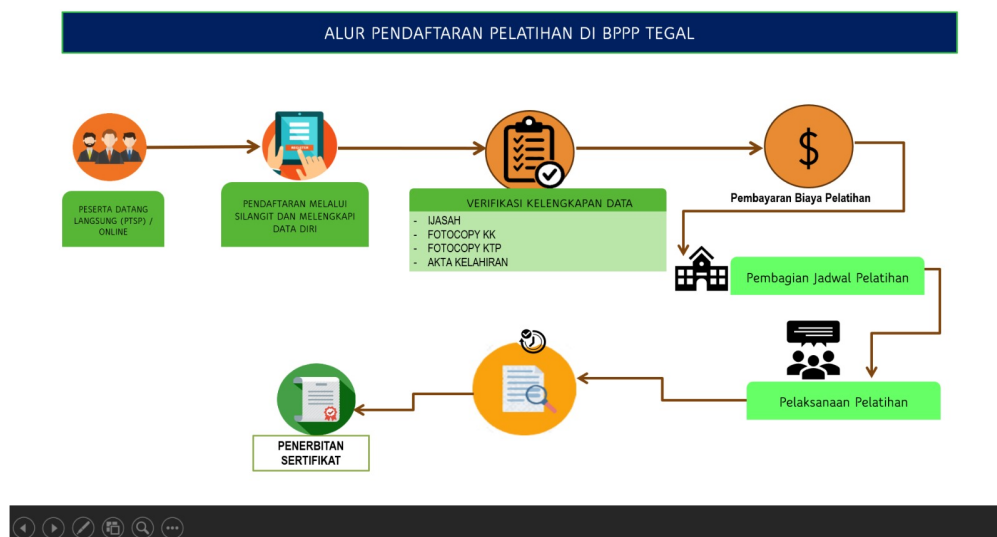 ALUR PENDAFTARAN PELATIHAN DI BPPP TEGAL
PESERTA DATANG
LANGSUNG (PTSP) /
ONLINE
PENDAFTARAN MELALUI
SILANGIT DAN MELENGKAPI
DATA DIRI
VERIFIKASI KELENGKAPAN DATA
- IJASAH
- FOTOCOPY KK
- FOTOCOPY KTP
- AKTA KELAHIRAN
$
Pembayaran Biaya Pelatihan
Pembagian Jadwal Pelatihan
Pelaksanaan Pelatihan
PENERBITAN
SERTIFIKAT